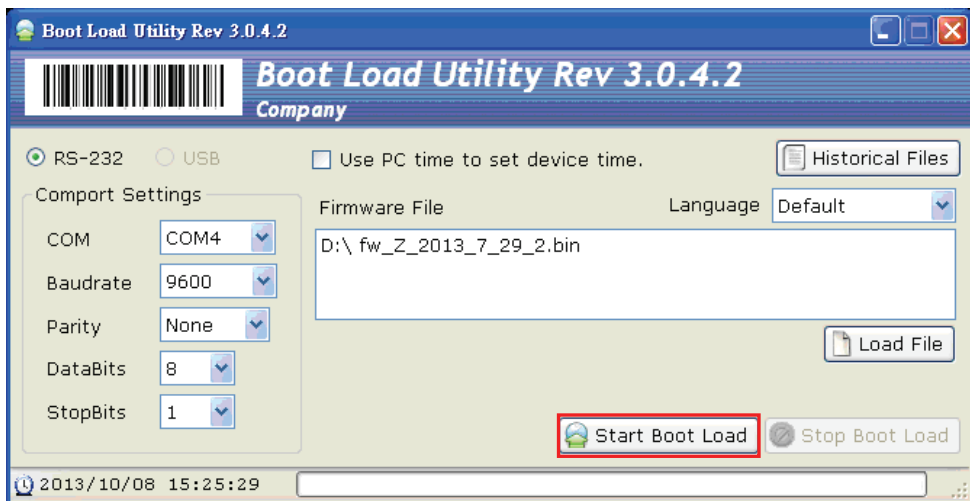 Boot Load Utility Rev 3.0.4.2
Boot Load Utility Rev 3.0.4.2
Company
RS-232 USB
Use PC time to set device time.
Historical Files
Comport Settings
Firmware File
Language Default
COM COM4
D:\ fw_Z_2013_7_29_2.bin
Baudrate 9600
Parity None
Load File
DataBits 8
StopBits 1
Start Boot Load
Stop Boot Load
2013/10/08 15:25:29